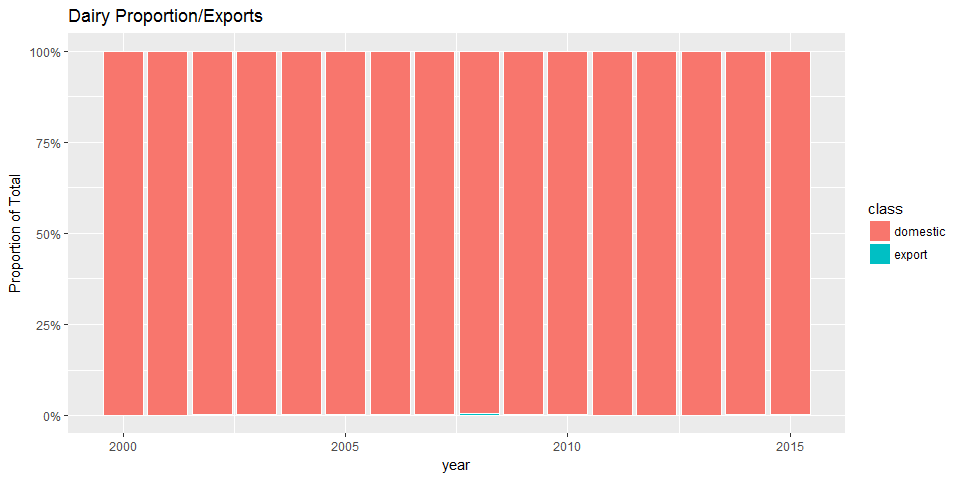 Dairy Proportion/Exports
Proportion of Total
100%
75%
50%
25%
0%
2000
2005
2010
2015
year
class
domestic
export